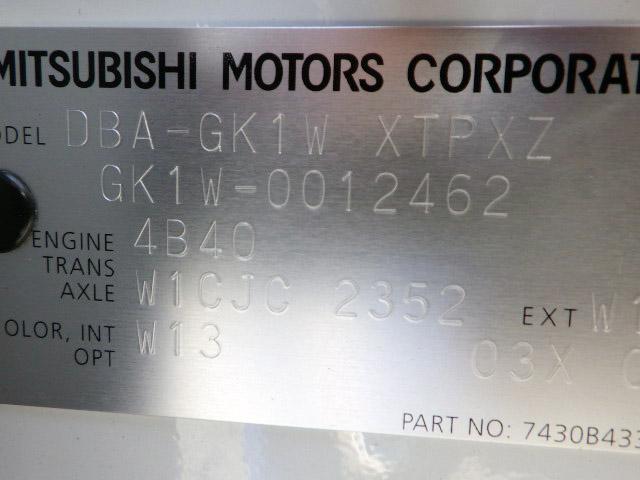 MITSUBISHI MOTORS CORPORAT
ODEL DBA-GK1W XTPXZ
GK1W-0012462
ENGINE 4B40
TRANS
AXLE W1CJC 2352
EXT W1
OLOR, INT W13
OPT 03X
PART NO: 7430B433